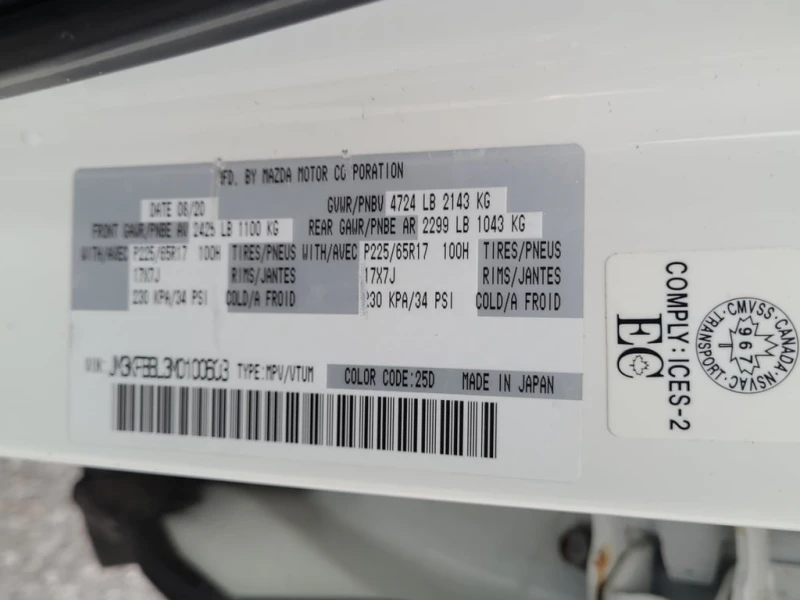 MFD. BY MAZDA MOTOR CO PORATION
DATE 06/20 GVWR/PNBV 4724 LB 2143 KG
FRONT GAWR/PNBE AV 2425 LB 1100 KG REAR GAWR/PNBE AR 2299 LB 1043 KG
WITH/AVEC P225/65R17 100H TIRES/PNEUS WITH/AVEC P225/65R17 100H TIRES/PNEUS
17X7J RIMS/JANTES 17X7J RIMS/JANTES
230 KPA/34 PSI COLD/A FROID 230 KPA/34 PSI COLD/A FROID
VIN: TYPE:MPV/VTUM COLOR CODE:25D MADE IN JAPAN
COMPLY:ICES-2
EC
TRANSPORT·CMVSS·CANADA·NSVAC
967